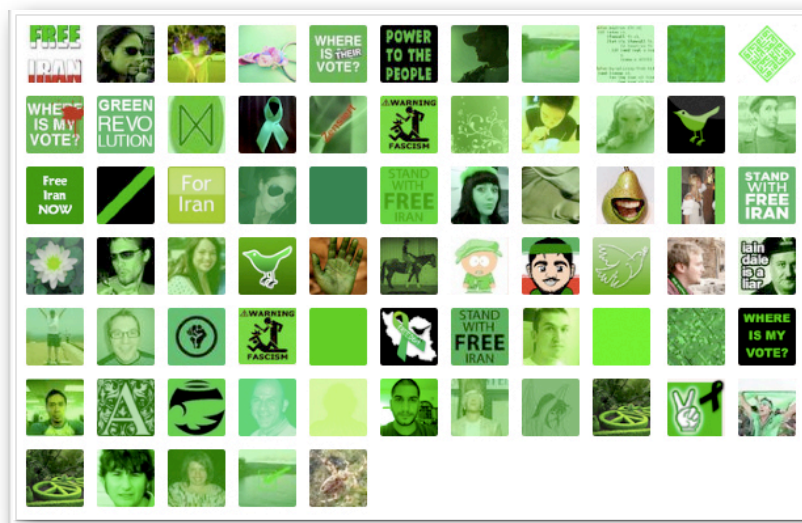 FREE
IRAN
WHERE
IS THEIR
VOTE?
POWER
TO THE
PEOPLE
WHERE
IS MY
VOTE?
GREEN
REVO
LUTION
WARNING
FASCISM
Free
Iran
NOW
For
Iran
STAND
WITH
FREE
IRAN
STAND
WITH
FREE
IRAN
iain
dale
is a
liar
WARNING
FASCISM
STAND
WITH
FREE
IRAN
WHERE
IS MY
VOTE?
A